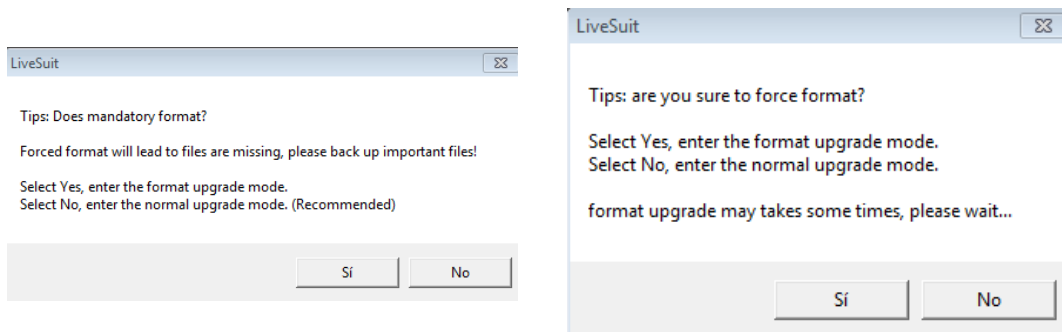 LiveSuit
Tips: Does mandatory format?
Forced format will lead to files are missing, please back up important files!
Select Yes, enter the format upgrade mode.
Select No, enter the normal upgrade mode. (Recommended)
Sí
No
LiveSuit
Tips: are you sure to force format?
Select Yes, enter the format upgrade mode.
Select No, enter the normal upgrade mode.
format upgrade may takes some times, please wait...
Sí
No